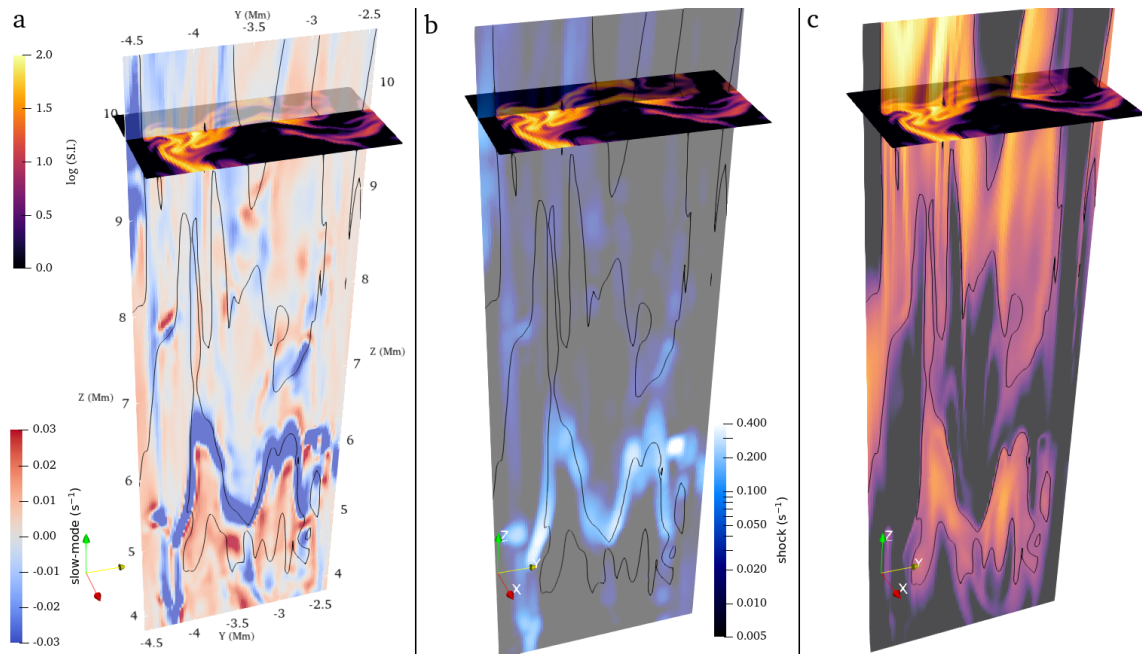 a
b
c
Y (Mm)
-4.5
-4
-3.5
-3
-2.5
2.0
1.5
1.0
0.5
0.0
log (S.I.)
10
10
9
9
8
8
7
Z (Mm)
Z (Mm)
7
6
6
5
5
4
4
0.03
0.02
0.01
0.00
-0.01
-0.02
-0.03
slow-mode (s⁻¹)
-4.5
-4
Y (Mm)
-3
-2.5
0.400
0.200
0.100
0.050
0.020
0.010
0.005
shock (s⁻¹)
Z
Y
X
Z
Y
X